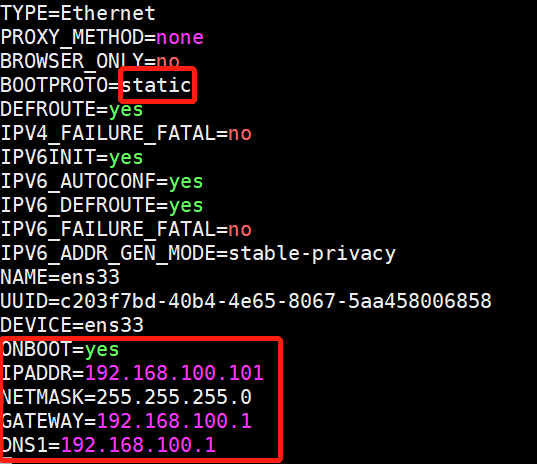 TYPE=Ethernet
PROXY_METHOD=none
BROWSER_ONLY=no
BOOTPROTO=static
DEFROUTE=yes
IPV4_FAILURE_FATAL=no
IPV6INIT=yes
IPV6_AUTOCONF=yes
IPV6_DEFROUTE=yes
IPV6_FAILURE_FATAL=no
IPV6_ADDR_GEN_MODE=stable-privacy
NAME=ens33
UUID=c203f7bd-40b4-4e65-8067-5aa458006858
DEVICE=ens33
ONBOOT=yes
IPADDR=192.168.100.101
NETMASK=255.255.255.0
GATEWAY=192.168.100.1
DNS1=192.168.100.1